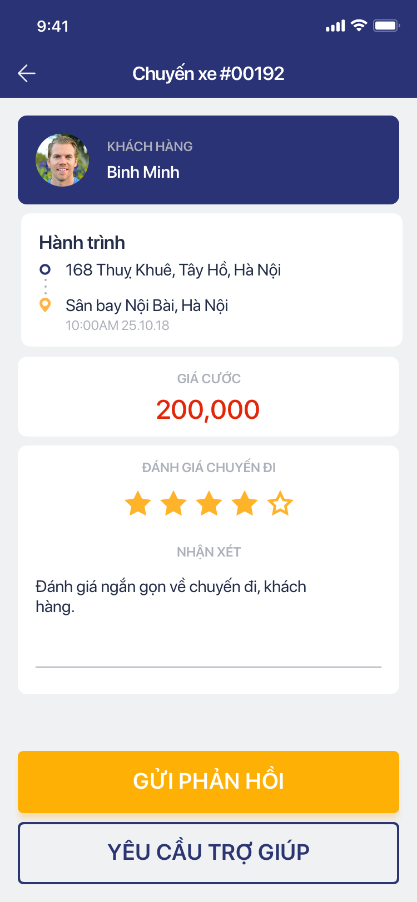 9:41
Chuyến xe #00192
KHÁCH HÀNG
Binh Minh
Hành trình
168 Thuỵ Khuê, Tây Hồ, Hà Nội
Sân bay Nội Bài, Hà Nội
10:00AM 25.10.18
GIÁ CƯỚC
200,000
ĐÁNH GIÁ CHUYẾN ĐI
NHẬN XÉT
Đánh giá ngắn gọn về chuyến đi, khách
hàng.
GỬI PHẢN HỒI
YÊU CẦU TRỢ GIÚP